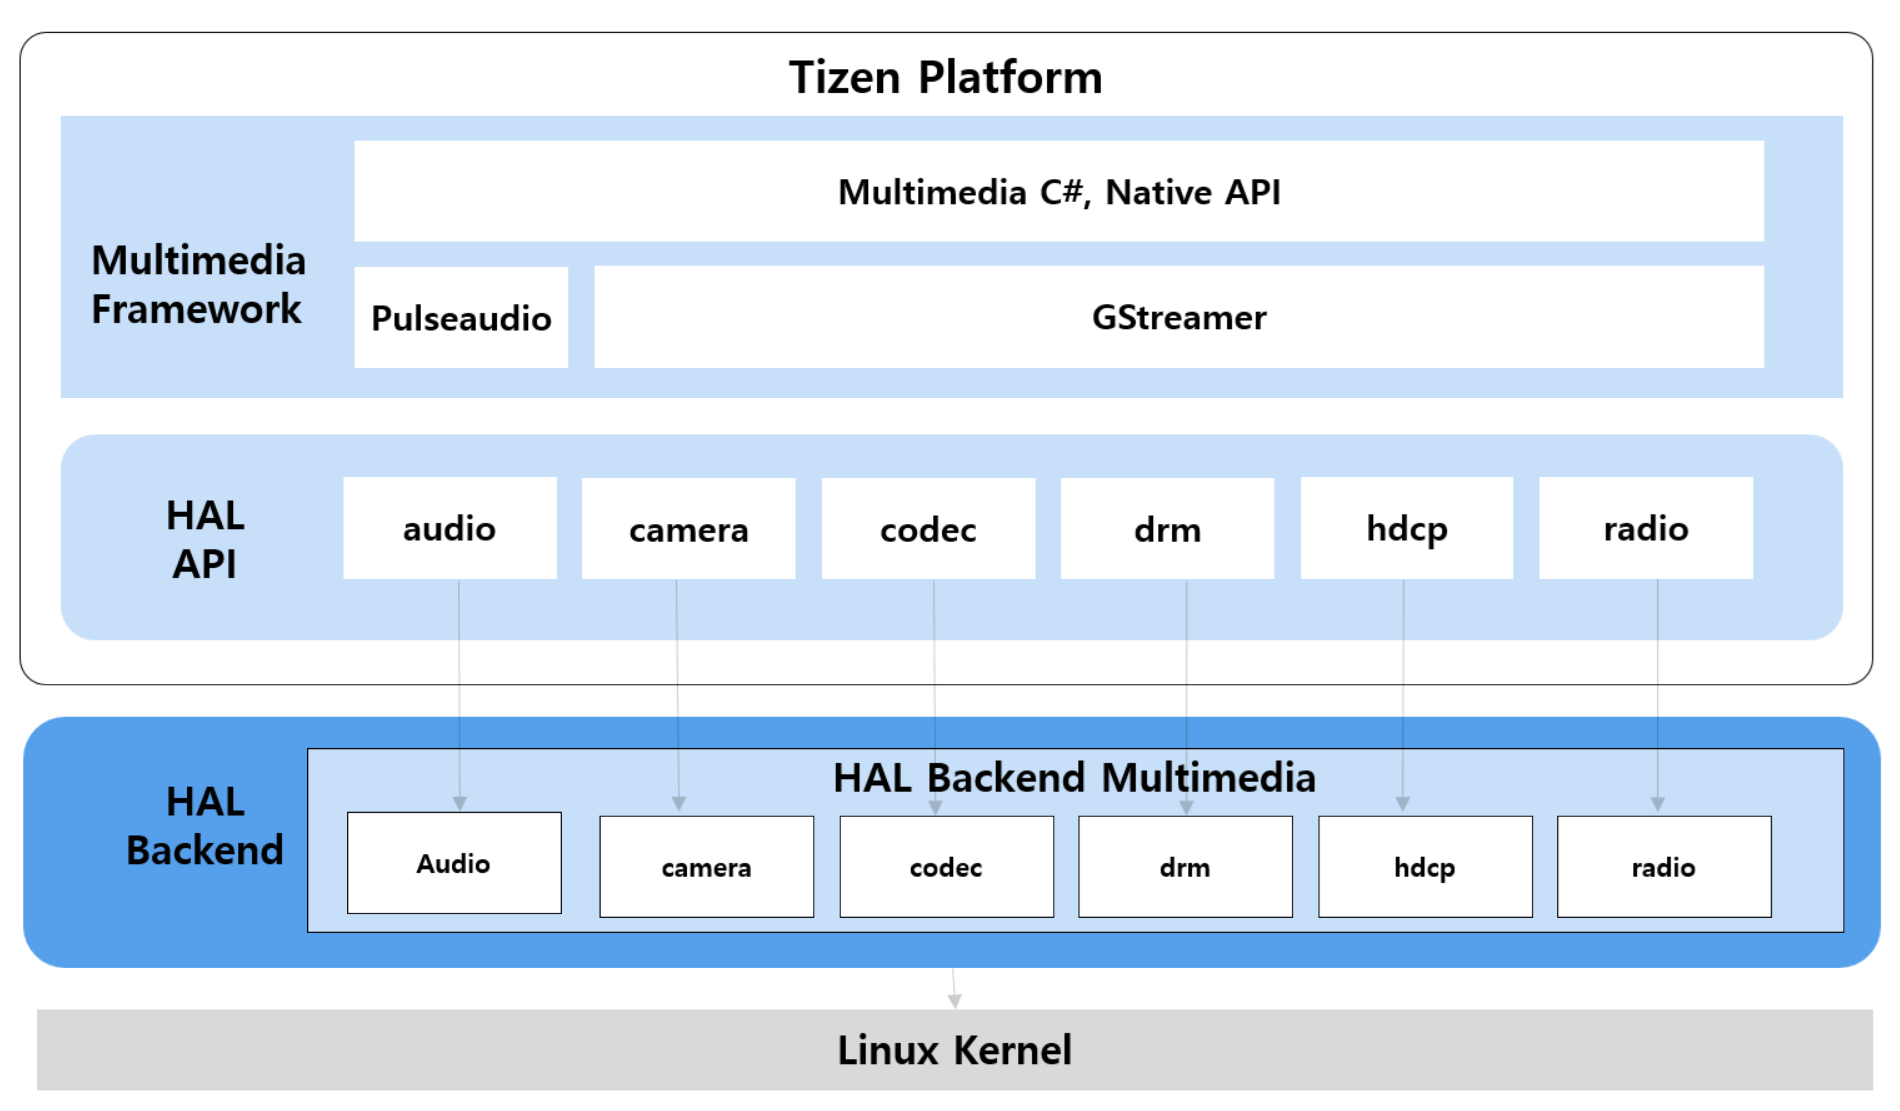 Tizen Platform
Multimedia C#, Native API
Multimedia
Framework
Pulseaudio
GStreamer
HAL
API
audio
camera
codec
drm
hdcp
radio
HAL Backend Multimedia
HAL
Backend
Audio
camera
codec
drm
hdcp
radio
Linux Kernel